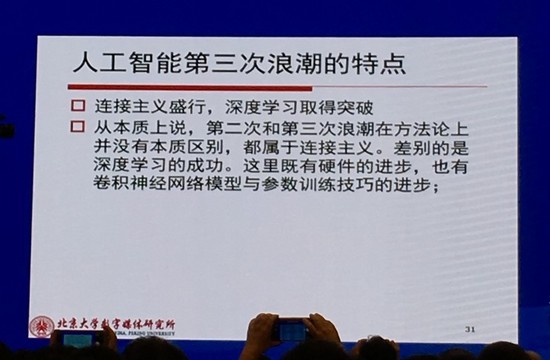 人工智能第三次浪潮的特点
连接主义盛行，深度学习取得突破
从本质上说，第二次和第三次浪潮在方法论上
并没有本质区别，都属于连接主义。差别的是
深度学习的成功。这里既有硬件的进步，也有
卷积神经网络模型与参数训练技巧的进步；
北京大学数字媒体研究所
31